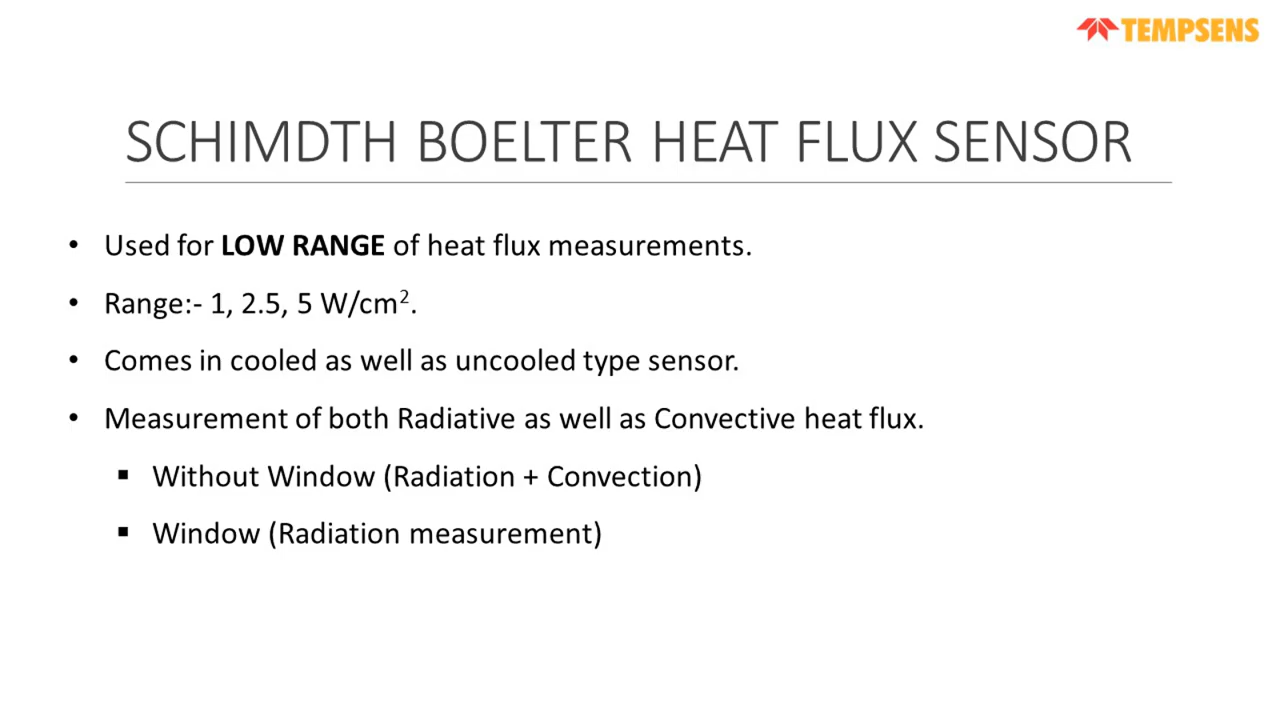 TEMPSENS
SCHIMDTH BOELTER HEAT FLUX SENSOR
• Used for LOW RANGE of heat flux measurements.
• Range:- 1, 2.5, 5 W/cm².
• Comes in cooled as well as uncooled type sensor.
• Measurement of both Radiative as well as Convective heat flux.
▪ Without Window (Radiation + Convection)
▪ Window (Radiation measurement)